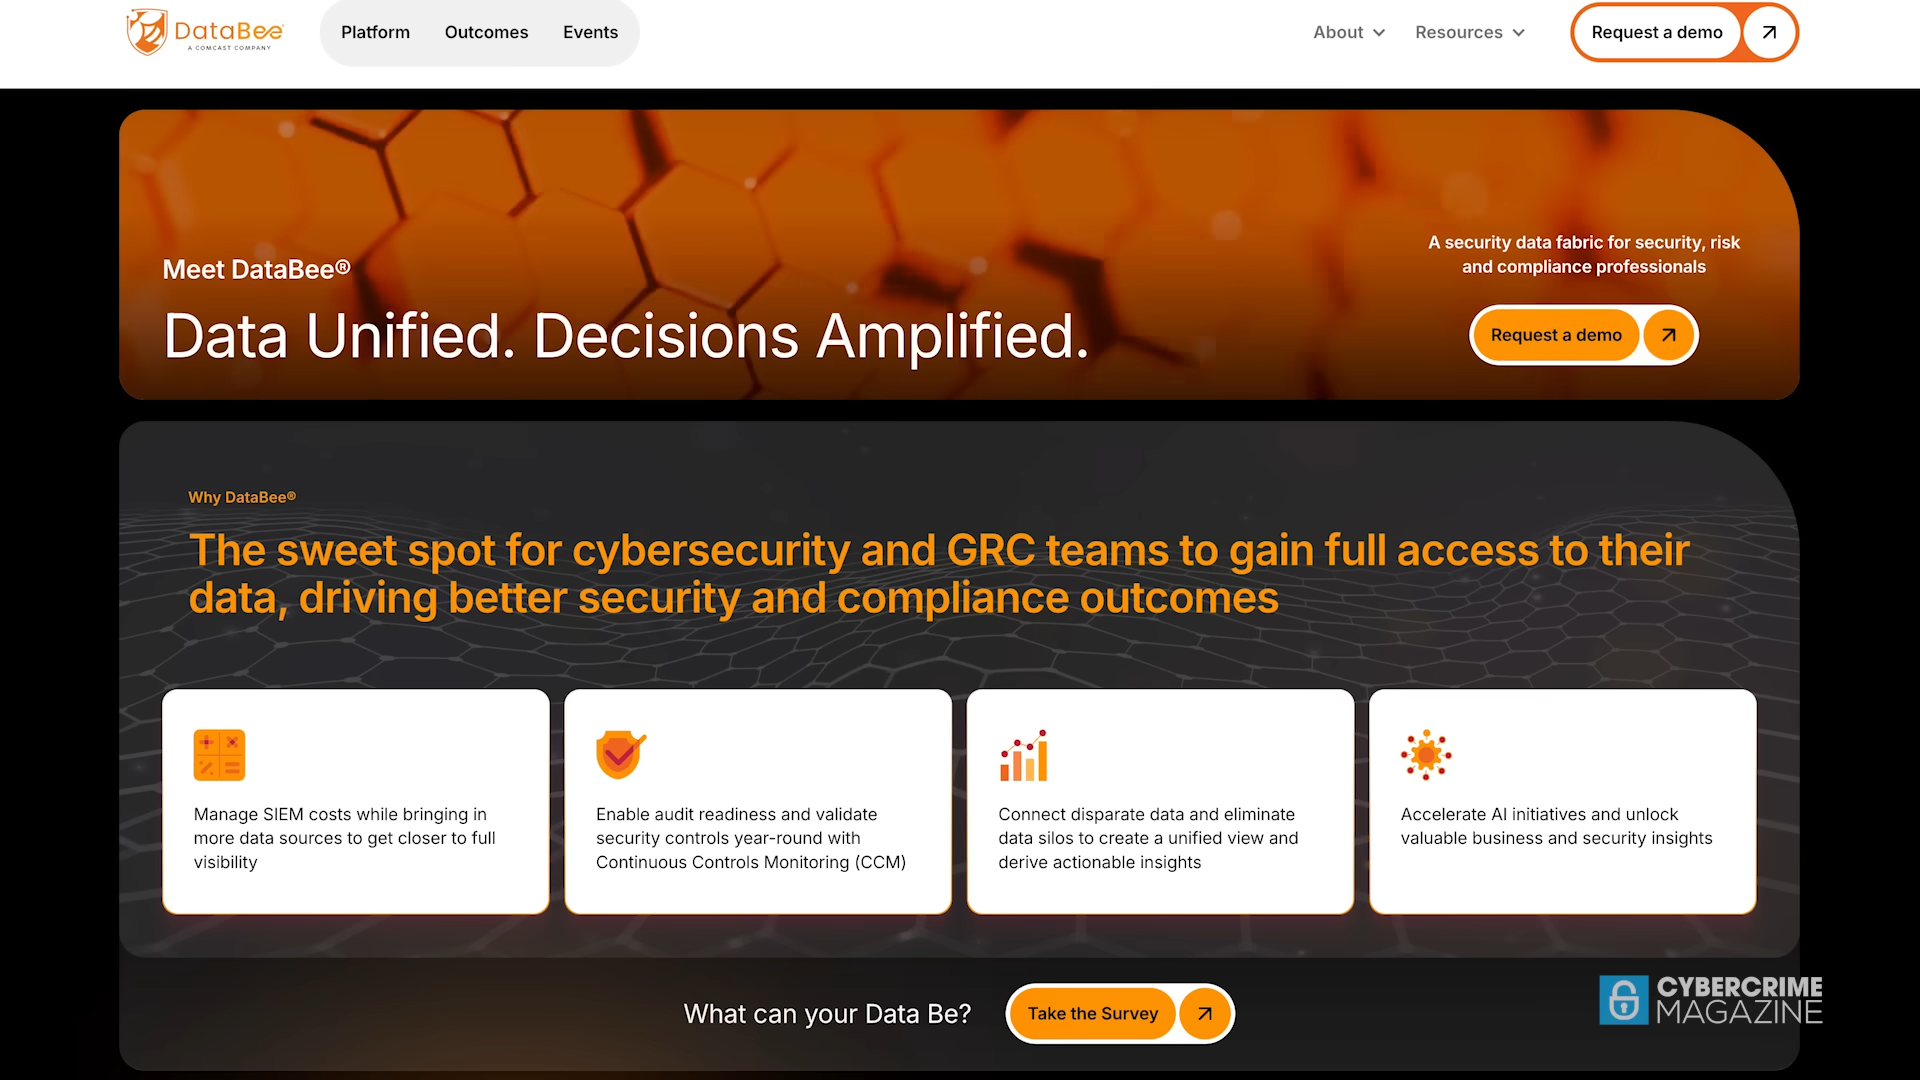 DataBee
A COMCAST COMPANY
Platform
Outcomes
Events
About
Resources
Request a demo
Meet DataBee®
Data Unified. Decisions Amplified.
A security data fabric for security, risk
and compliance professionals
Request a demo
Why DataBee®
The sweet spot for cybersecurity and GRC teams to gain full access to their
data, driving better security and compliance outcomes
Manage SIEM costs while bringing in
more data sources to get closer to full
visibility
Enable audit readiness and validate
security controls year-round with
Continuous Controls Monitoring (CCM)
Connect disparate data and eliminate
data silos to create a unified view and
derive actionable insights
Accelerate AI initiatives and unlock
valuable business and security insights
What can your Data Be?
Take the Survey
CYBERCRIME
MAGAZINE